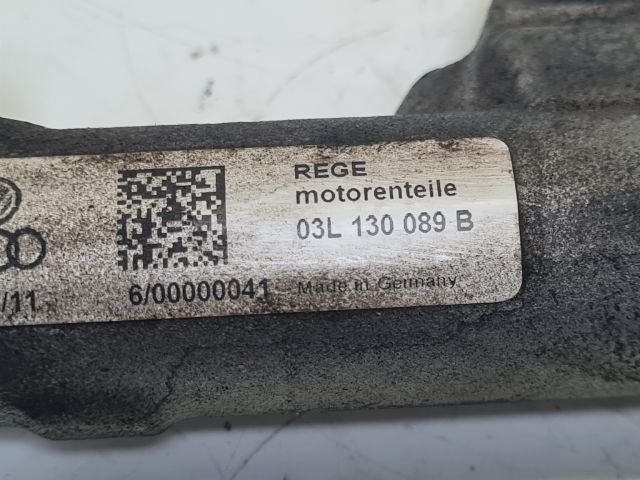 REGE
motorenteile
03L 130 089 B
/11
6/00000041
Made in Germany